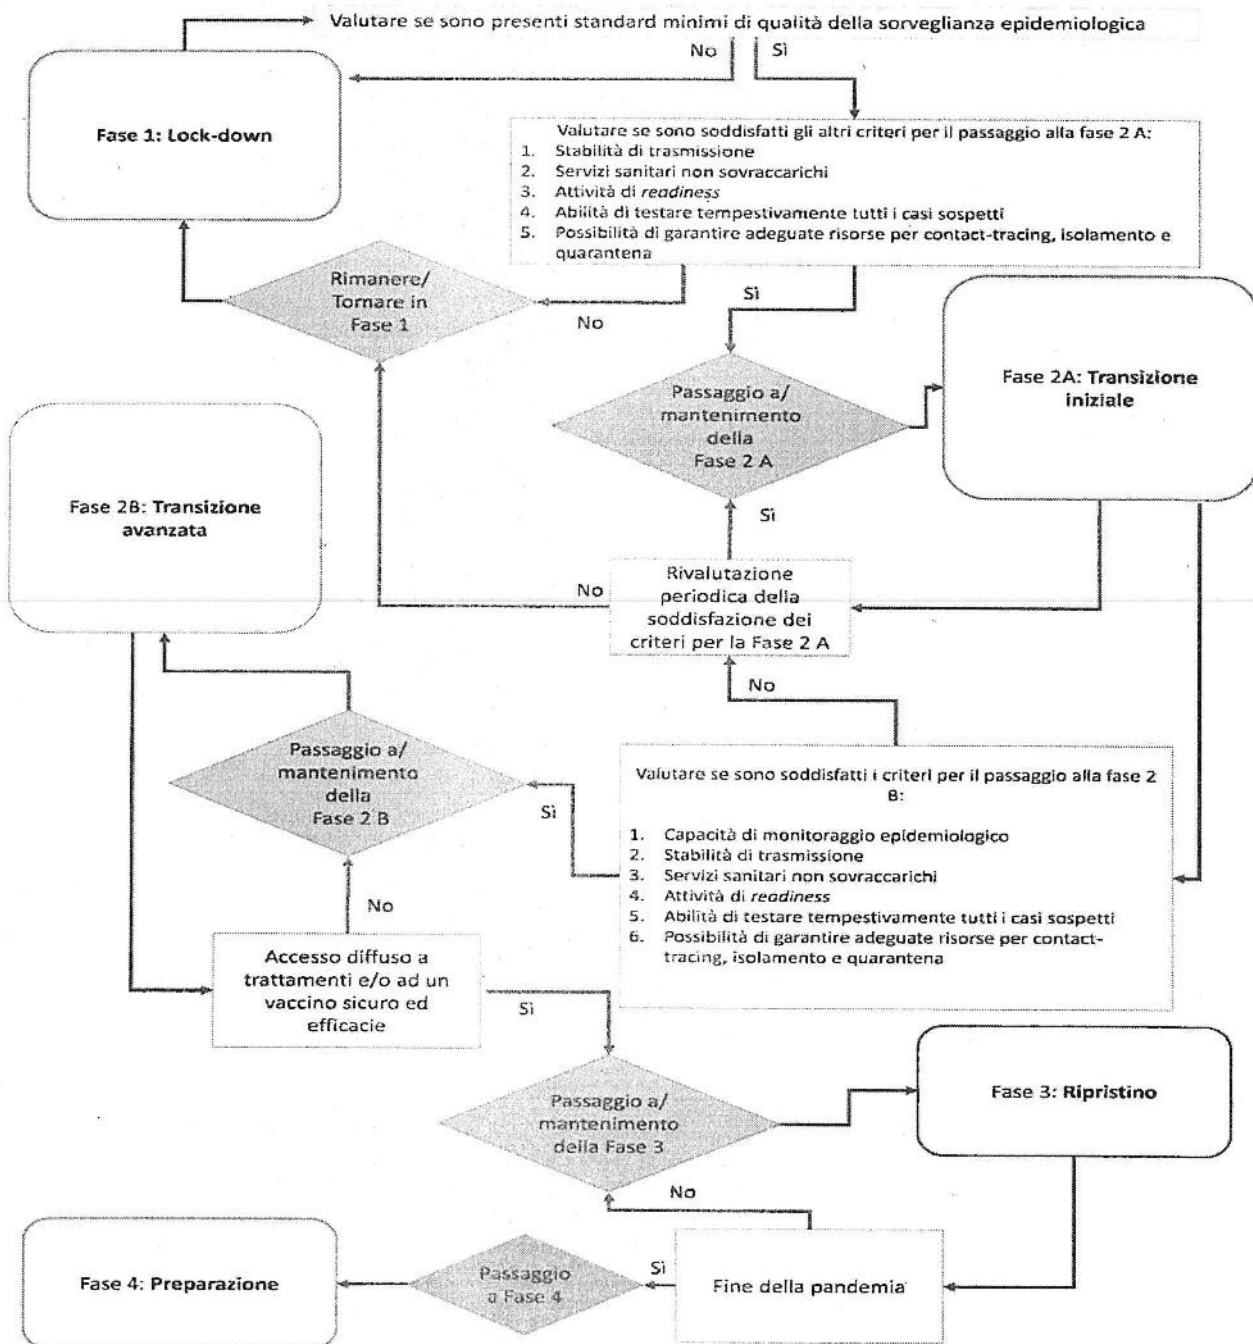 Valutare se sono presenti standard minimi di qualità della sorveglianza epidemiologica
No
Sì
Fase 1: Lock-down
Valutare se sono soddisfatti gli altri criteri per il passaggio alla fase 2 A:
1. Stabilità di trasmissione
2. Servizi sanitari non sovraccarichi
3. Attività di readiness
4. Abilità di testare tempestivamente tutti i casi sospetti
5. Possibilità di garantire adeguate risorse per contact-tracing, isolamento e
quarantena
Rimanere/
Tornare in
Fase 1
No
Sì
Passaggio a/
mantenimento
della
Fase 2 A
Fase 2A: Transizione
iniziale
Fase 2B: Transizione
avanzata
Sì
No
Rivalutazione
periodica della
soddisfazione dei
criteri per la Fase 2 A
No
Passaggio a/
mantenimento
della
Fase 2 B
Sì
Valutare se sono soddisfatti i criteri per il passaggio alla fase 2
B:
1. Capacità di monitoraggio epidemiologico
2. Stabilità di trasmissione
3. Servizi sanitari non sovraccarichi
4. Attività di readiness
5. Abilità di testare tempestivamente tutti i casi sospetti
6. Possibilità di garantire adeguate risorse per contact-
tracing, isolamento e quarantena
No
Accesso diffuso a
trattamenti e/o ad un
vaccino sicuro ed
efficacie
Sì
Passaggio a/
mantenimento
della Fase 3
Fase 3: Ripristino
No
Fase 4: Preparazione
Passaggio
a Fase 4
Sì
Fine della pandemia